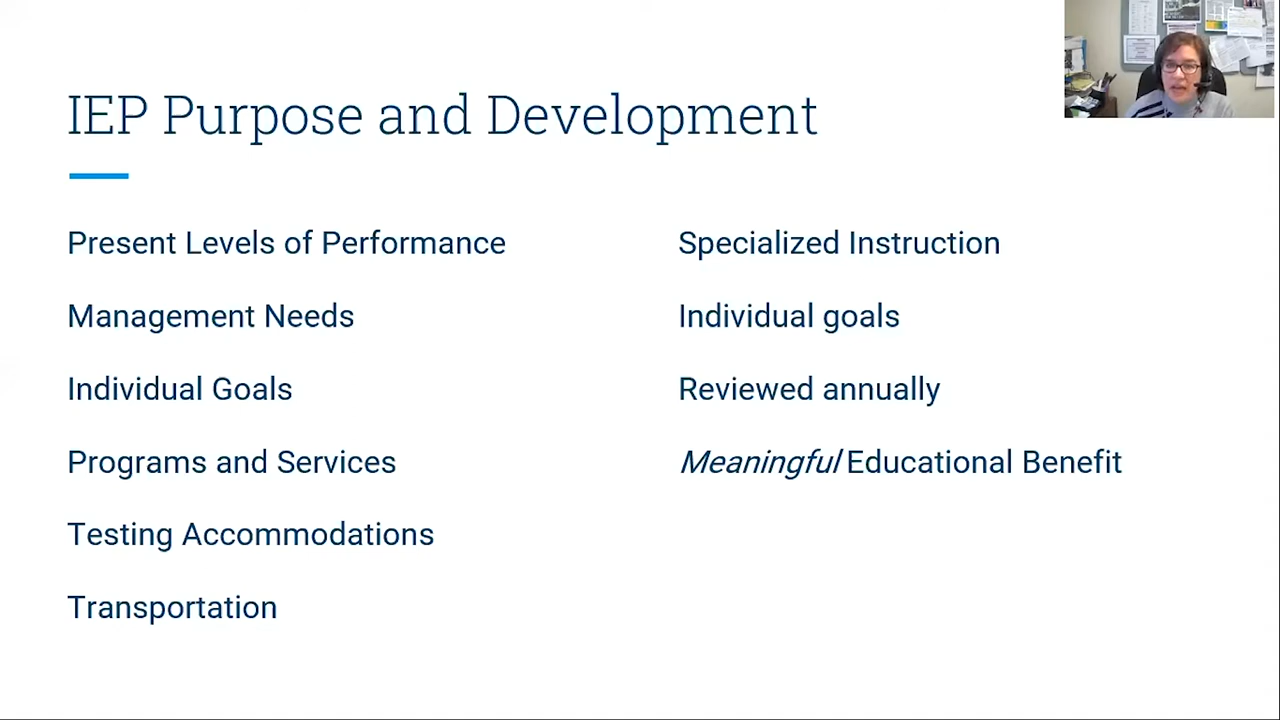 IEP Purpose and Development
Present Levels of Performance
Management Needs
Individual Goals
Programs and Services
Testing Accommodations
Transportation
Specialized Instruction
Individual goals
Reviewed annually
Meaningful Educational Benefit